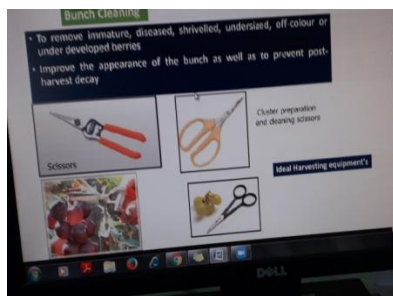 Bunch Cleaning
• To remove immature, diseased, shrivelled, undersized, off-colour or
under developed berries
• Improve the appearance of the bunch as well as to prevent post-
harvest decay
Cluster preparation
and cleaning scissors
Scissors
Ideal Harvesting equipment's
DELL